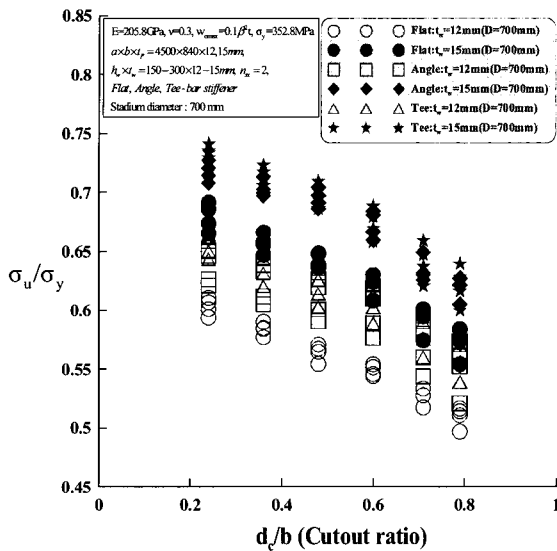 E=205.8GPa, ν=0.3, w₀ₘₐₓ=0.1β²t, σᵧ=352.8MPa
a×b×tₚ=4500×840×12,15mm,
h_w×t_w=150−300×12−15mm, n_st=2,
Flat, Angle, Tee-bar stiffener
Stadium diameter : 700 mm
Flat:t_w=12mm(D=700mm)
Flat:t_w=15mm(D=700mm)
Angle:t_w=12mm(D=700mm)
Angle:t_w=15mm(D=700mm)
Tee:t_w=12mm(D=700mm)
Tee:t_w=15mm(D=700mm)
0.85
0.8
0.75
0.7
0.65
σ_u/σ_y
0.6
0.55
0.5
0.45
0
0.2
0.4
0.6
0.8
1
d_c/b (Cutout ratio)